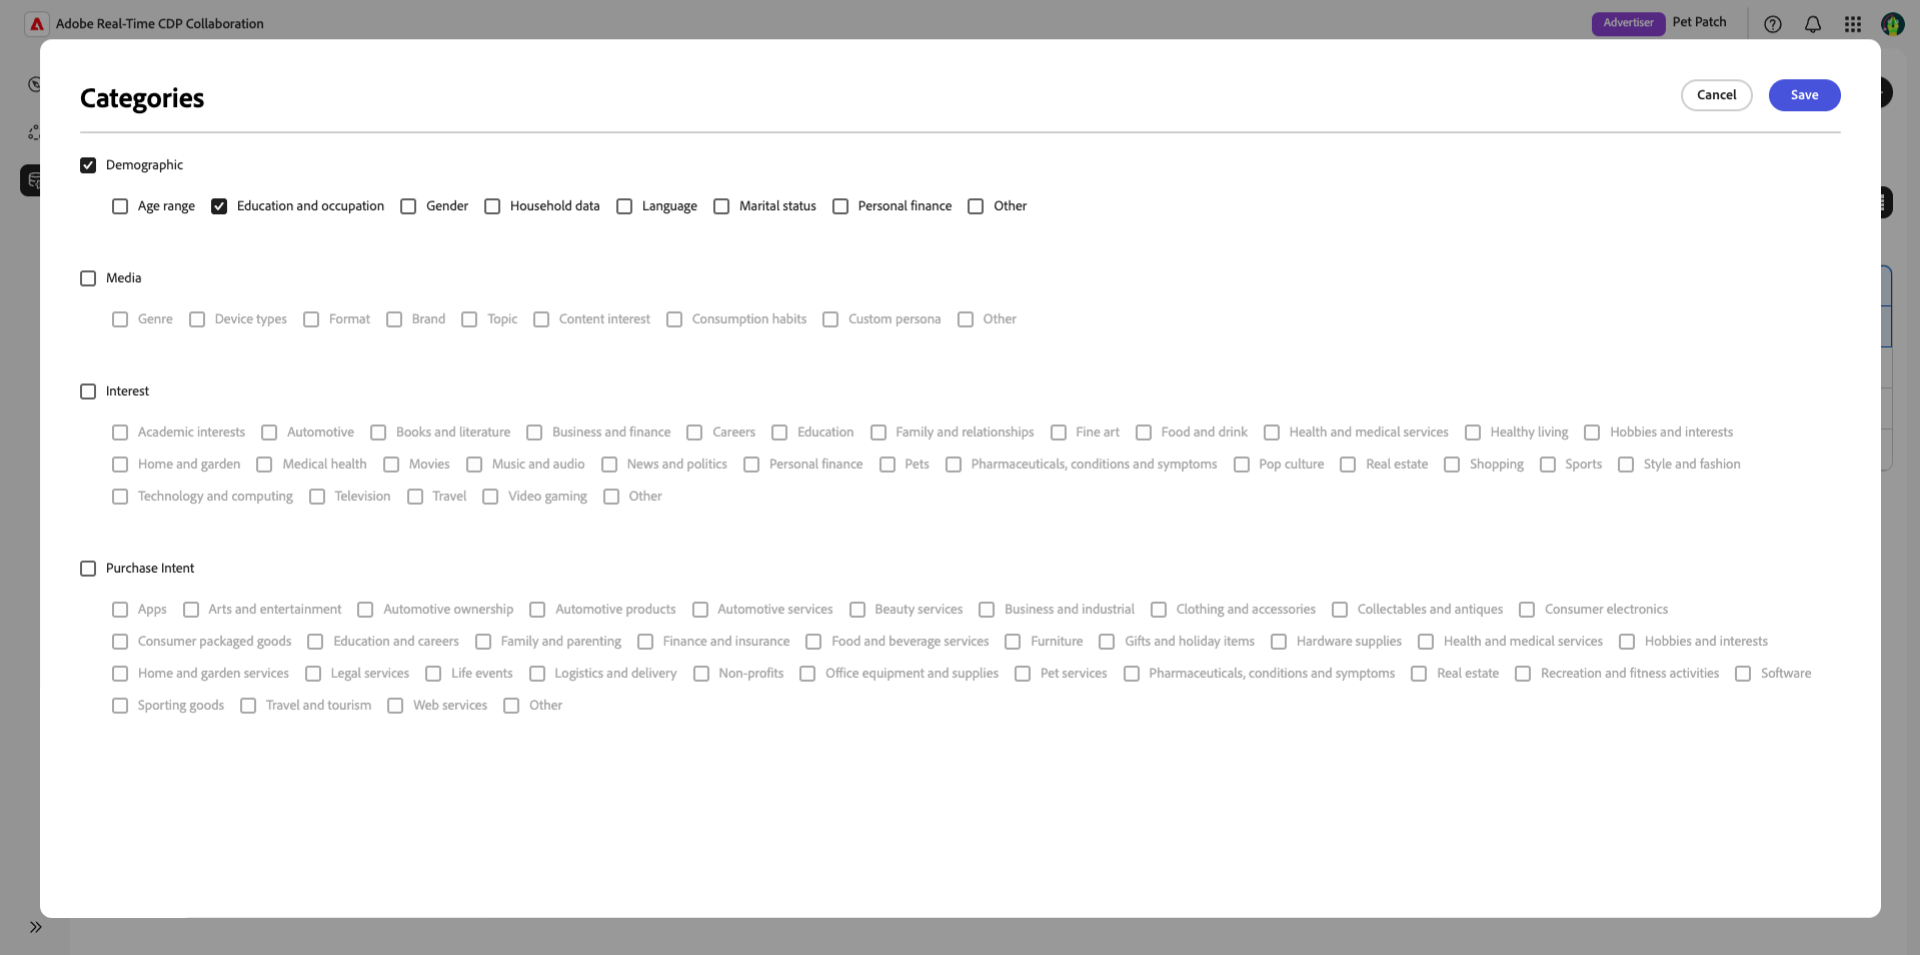 Adobe Real-Time CDP Collaboration
Advertiser Pet Patch
Categories
Cancel Save
Demographic
Age range Education and occupation Gender Household data Language Marital status Personal finance Other
Media
Genre Device types Format Brand Topic Content interest Consumption habits Custom persona Other
Interest
Academic interests Automotive Books and literature Business and finance Careers Education Family and relationships Fine art Food and drink Health and medical services Healthy living Hobbies and interests
Home and garden Medical health Movies Music and audio News and politics Personal finance Pets Pharmaceuticals, conditions and symptoms Pop culture Real estate Shopping Sports Style and fashion
Technology and computing Television Travel Video gaming Other
Purchase Intent
Apps Arts and entertainment Automotive ownership Automotive products Automotive services Beauty services Business and industrial Clothing and accessories Collectables and antiques Consumer electronics
Consumer packaged goods Education and careers Family and parenting Finance and insurance Food and beverage services Furniture Gifts and holiday items Hardware supplies Health and medical services Hobbies and interests
Home and garden services Legal services Life events Logistics and delivery Non-profits Office equipment and supplies Pet services Pharmaceuticals, conditions and symptoms Real estate Recreation and fitness activities Software
Sporting goods Travel and tourism Web services Other